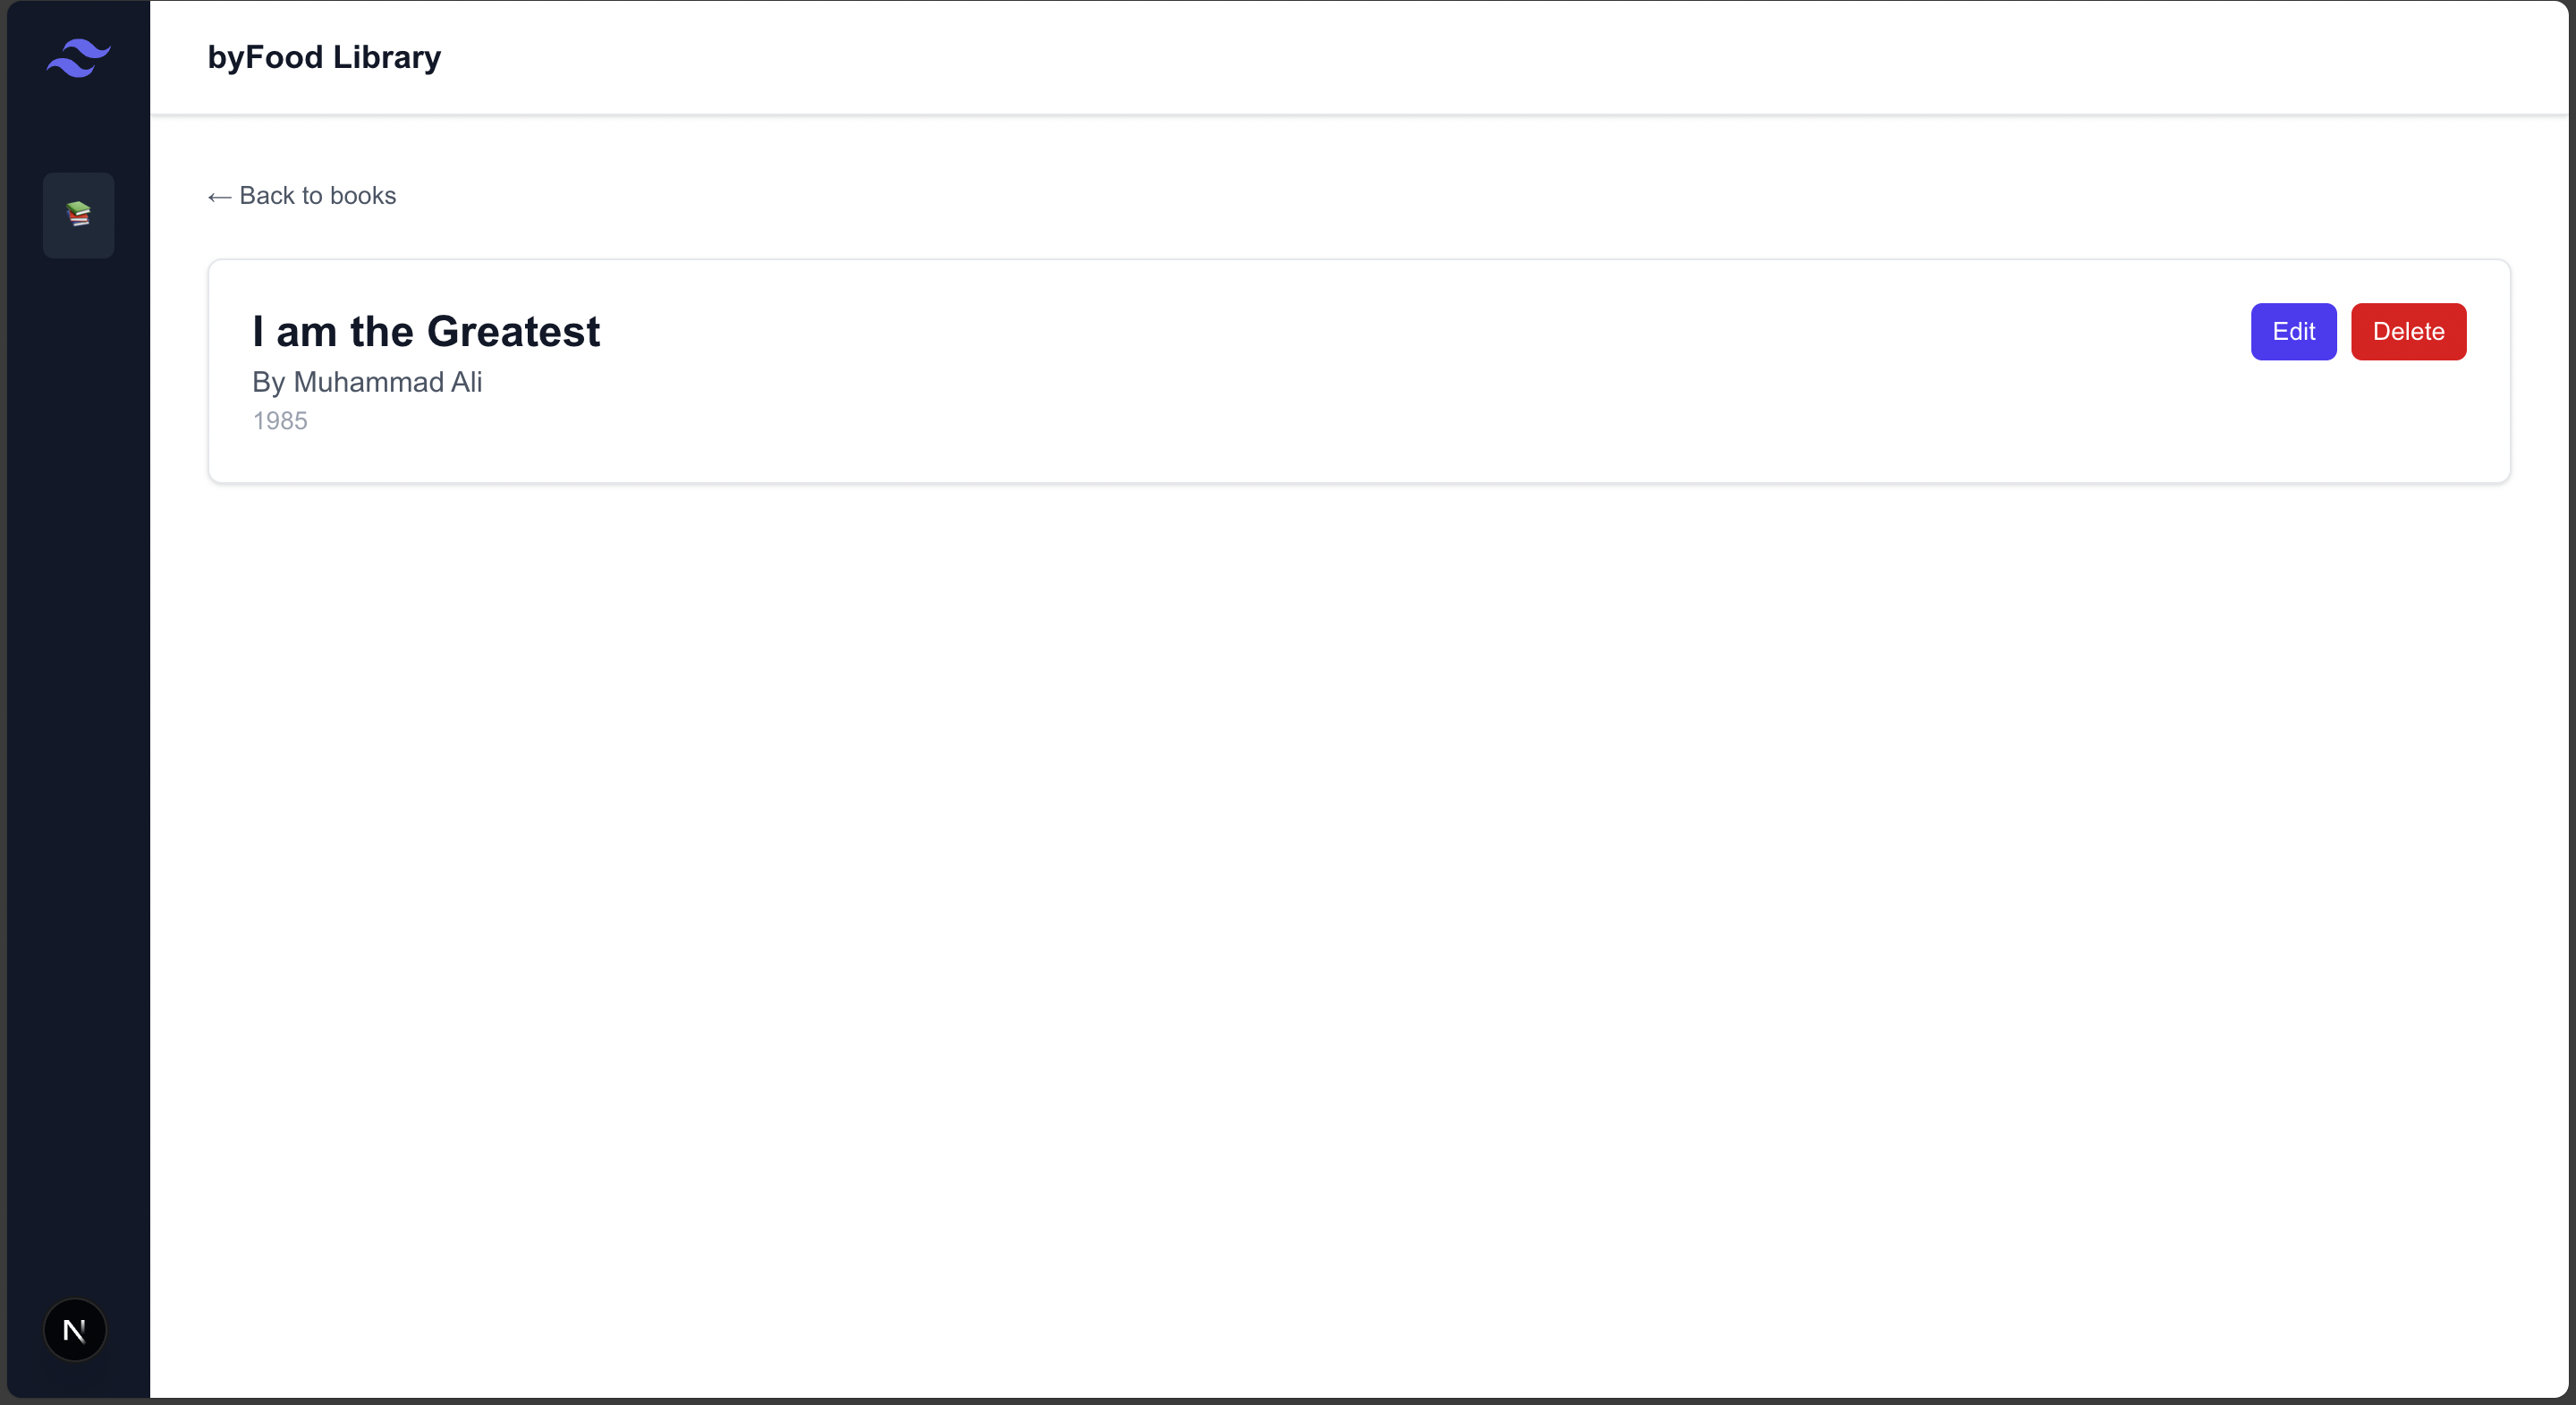 byFood Library
← Back to books
I am the Greatest
Edit
Delete
By Muhammad Ali
1985
N